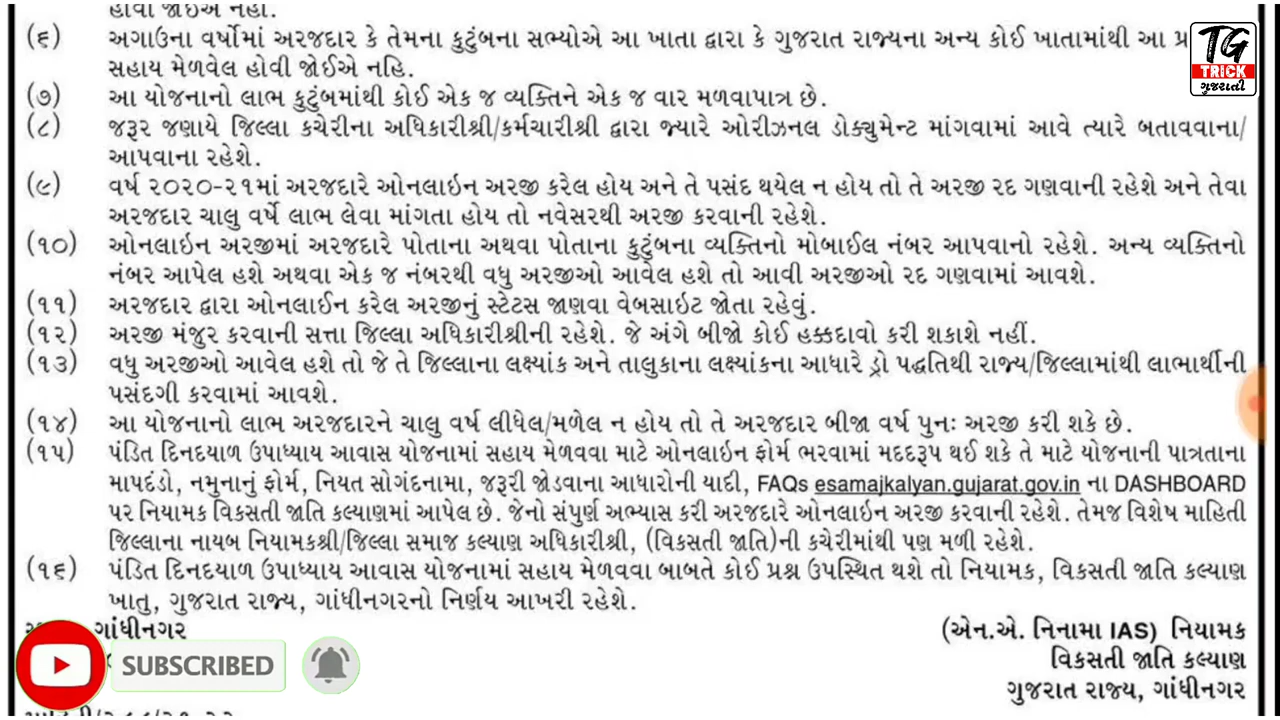 હોવા જોઇએ નહી.
(૬) અગાઉના વર્ષોમાં અરજદાર કે તેમના કુટુંબના સભ્યોએ આ ખાતા દ્વારા કે ગુજરાત રાજ્યના અન્ય કોઈ ખાતામાંથી આ
સહાય મેળવેલ હોવી જોઈએ નહિ.
(૭) આ યોજનાનો લાભ કુટુંબમાંથી કોઈ એક જ વ્યક્તિને એક જ વાર મળવાપાત્ર છે.
(૮) જરૂર જણાયે જિલ્લા કચેરીના અધિકારીશ્રી/કર્મચારીશ્રી દ્વારા જ્યારે ઓરીઝનલ ડોક્યુમેન્ટ માંગવામાં આવે ત્યારે બતાવવાના/
આપવાના રહેશે.
(૯) વર્ષ ૨૦૨૦-૨૧માં અરજદારે ઓનલાઇન અરજી કરેલ હોય અને તે પસંદ થયેલ ન હોય તો તે અરજી રદ ગણવાની રહેશે અને તેવા
અરજદાર ચાલુ વર્ષે લાભ લેવા માંગતા હોય તો નવેસરથી અરજી કરવાની રહેશે.
(૧૦) ઓનલાઇન અરજીમાં અરજદારે પોતાના અથવા પોતાના કુટુંબના વ્યક્તિનો મોબાઈલ નંબર આપવાનો રહેશે. અન્ય વ્યક્તિનો
નંબર આપેલ હશે અથવા એક જ નંબરથી વધુ અરજીઓ આવેલ હશે તો આવી અરજીઓ રદ ગણવામાં આવશે.
(૧૧) અરજદાર દ્વારા ઓનલાઈન કરેલ અરજીનું સ્ટેટસ જાણવા વેબસાઇટ જોતા રહેવું.
(૧૨) અરજી મંજુર કરવાની સત્તા જિલ્લા અધિકારીશ્રીની રહેશે. જે અંગે બીજો કોઈ હક્કદાવો કરી શકાશે નહીં.
(૧૩) વધુ અરજીઓ આવેલ હશે તો જે તે જિલ્લાના લક્ષ્યાંક અને તાલુકાના લક્ષ્યાંકના આધારે ડ્રો પદ્ધતિથી રાજ્ય/જિલ્લામાંથી લાભાર્થીની
પસંદગી કરવામાં આવશે.
(૧૪) આ યોજનાનો લાભ અરજદારને ચાલુ વર્ષ લીધેલ/મળેલ ન હોય તો તે અરજદાર બીજા વર્ષ પુનઃ અરજી કરી શકે છે.
(૧૫) પંડિત દિનદયાળ ઉપાધ્યાય આવાસ યોજનામાં સહાય મેળવવા માટે ઓનલાઇન ફોર્મ ભરવામાં મદદરૂપ થઈ શકે તે માટે યોજનાની પાત્રતાના
માપદંડો, નમુનાનું ફોર્મ, નિયત સોગંદનામા, જરૂરી જોડવાના આધારોની યાદી, FAQs esamajkalyan.gujarat.gov.in ના DASHBOARD
પર નિયામક વિકસતી જાતિ કલ્યાણમાં આપેલ છે. જેનો સંપુર્ણ અભ્યાસ કરી અરજદારે ઓનલાઇન અરજી કરવાની રહેશે. તેમજ વિશેષ માહિતી
જિલ્લાના નાયબ નિયામકશ્રી/જિલ્લા સમાજ કલ્યાણ અધિકારીશ્રી, (વિકસતી જાતિ)ની કચેરીમાંથી પણ મળી રહેશે.
(૧૬) પંડિત દિનદયાળ ઉપાધ્યાય આવાસ યોજનામાં સહાય મેળવવા બાબતે કોઈ પ્રશ્ન ઉપસ્થિત થશે તો નિયામક, વિકસતી જાતિ કલ્યાણ
ખાતુ, ગુજરાત રાજ્ય, ગાંધીનગરનો નિર્ણય આખરી રહેશે.
ગાંધીનગર
(એન.એ. નિનામા IAS) નિયામક
વિકસતી જાતિ કલ્યાણ
ગુજરાત રાજ્ય, ગાંધીનગર
TG
TRICK
ગુજરાતી
SUBSCRIBED